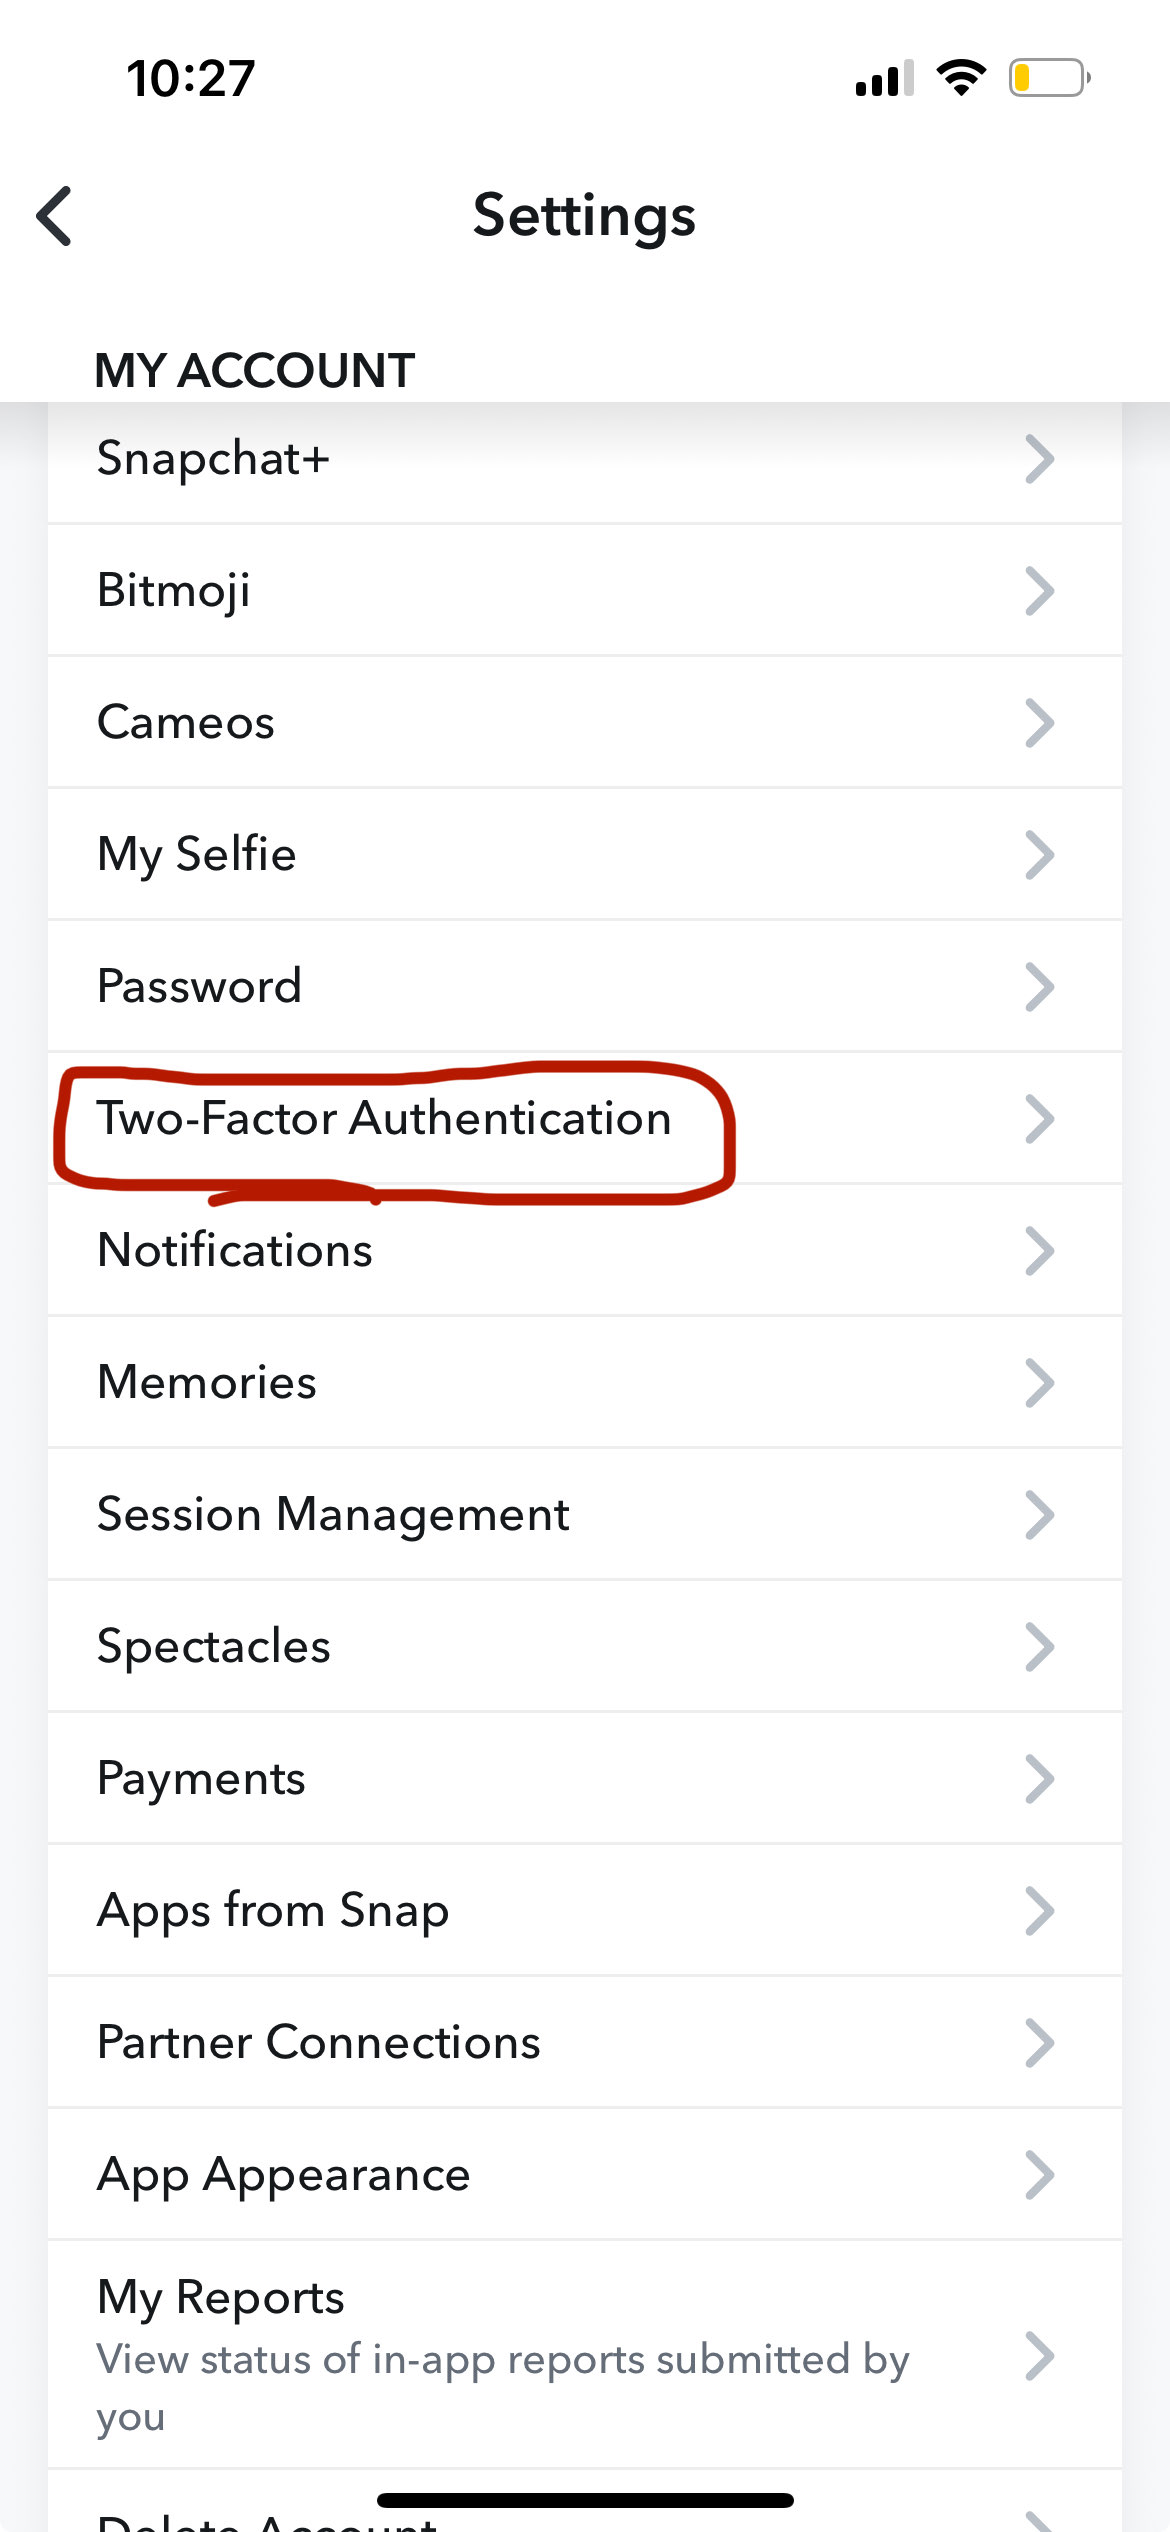 10:27
Settings
MY ACCOUNT
Snapchat+
Bitmoji
Cameos
My Selfie
Password
Two-Factor Authentication
Notifications
Memories
Session Management
Spectacles
Payments
Apps from Snap
Partner Connections
App Appearance
My Reports
View status of in-app reports submitted by
you
Delete Account